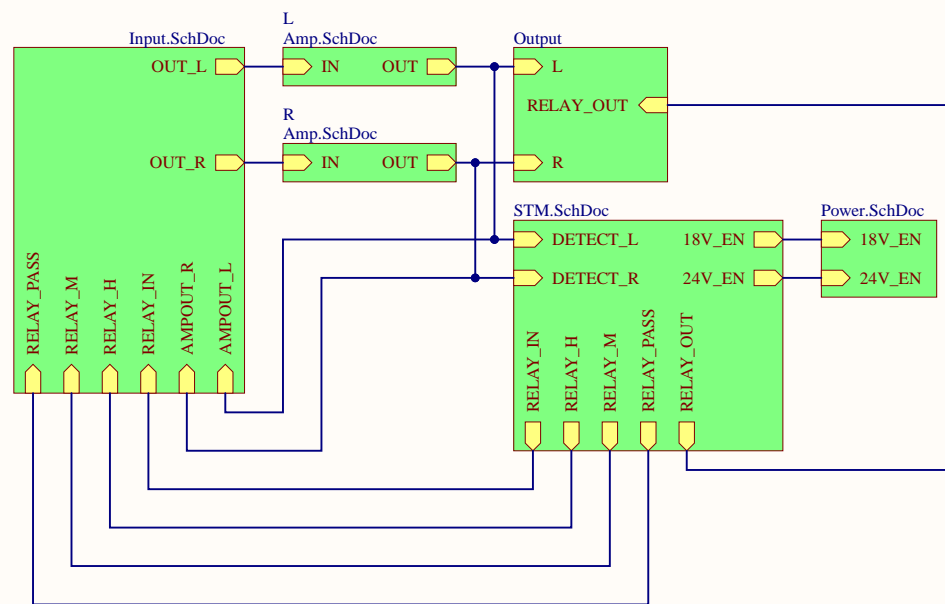 L
Input.SchDoc
Amp.SchDoc
Output
OUT_L
IN
OUT
L
RELAY_OUT
R
Amp.SchDoc
OUT_R
IN
OUT
R
STM.SchDoc
Power.SchDoc
DETECT_L
18V_EN
18V_EN
DETECT_R
24V_EN
24V_EN
RELAY_PASS
RELAY_M
RELAY_H
RELAY_IN
AMPOUT_R
AMPOUT_L
RELAY_IN
RELAY_H
RELAY_M
RELAY_PASS
RELAY_OUT